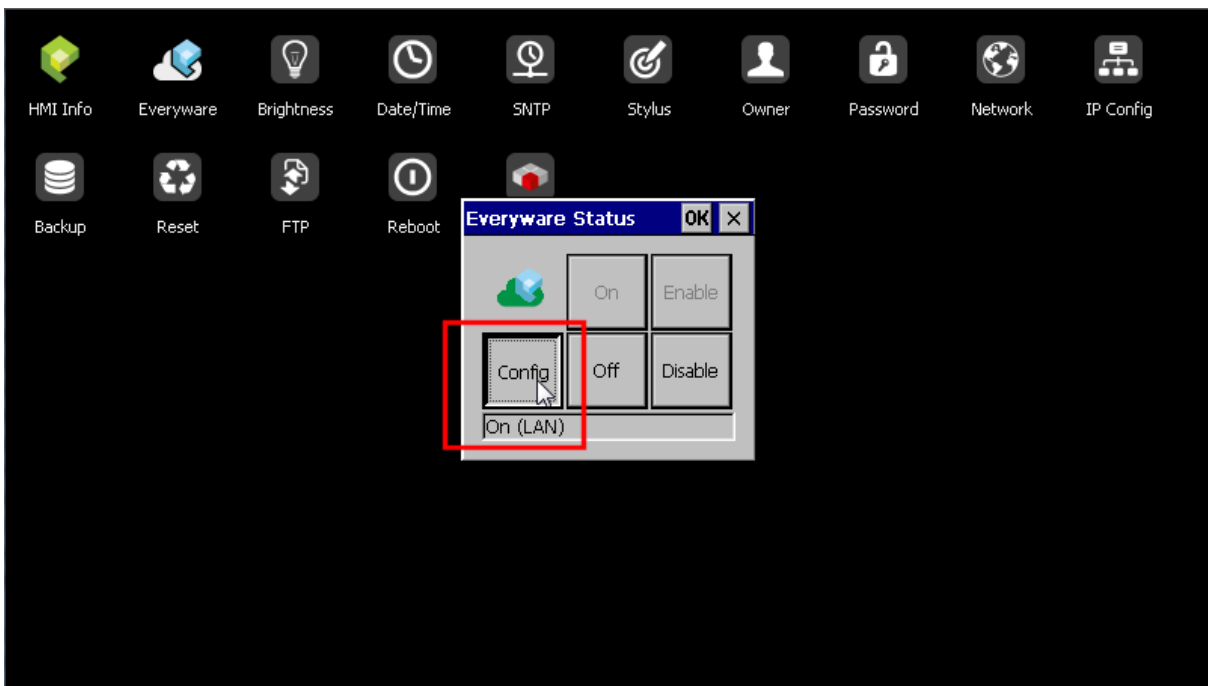 HMI Info Everyware Brightness Date/Time SNTP Stylus Owner Password Network IP Config
Backup Reset FTP Reboot
Everyware Status OK
On Enable
Config Off Disable
On (LAN)